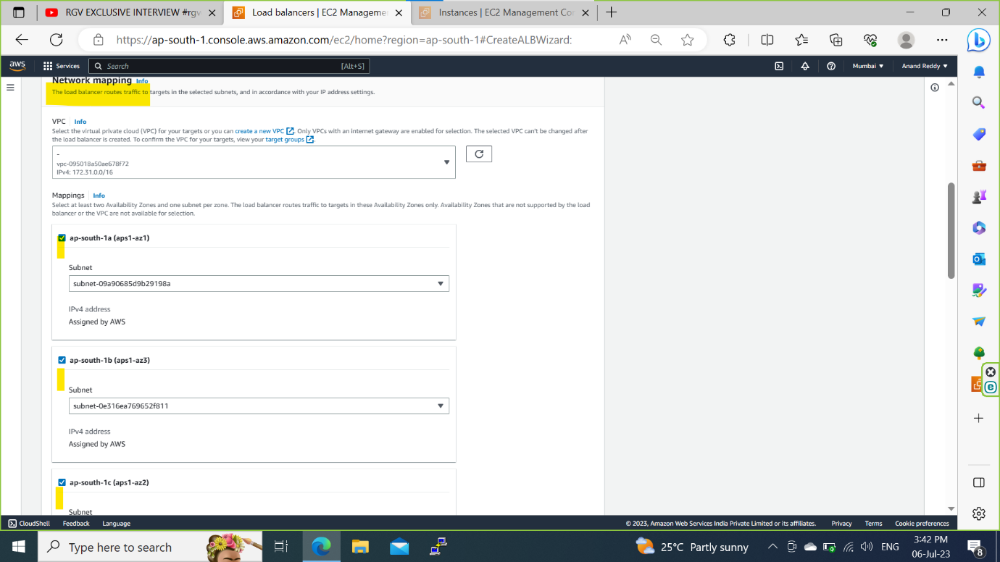 RGV EXCLUSIVE INTERVIEW #rgv
Load balancers | EC2 Manageme
Instances | EC2 Management Con
https://ap-south-1.console.aws.amazon.com/ec2/home?region=ap-south-1#CreateALBWizard:
aws
Services
Search
[Alt+S]
Mumbai
Anand Reddy
Network mapping Info
The load balancer routes traffic to targets in the selected subnets, and in accordance with your IP address settings.
VPC Info
Select the virtual private cloud (VPC) for your targets or you can create a new VPC. Only VPCs with an internet gateway are enabled for selection. The selected VPC can't be changed after
the load balancer is created. To confirm the VPC for your targets, view your target groups.
-
vpc-095018a50ae678f72
IPv4: 172.31.0.0/16
Mappings Info
Select at least two Availability Zones and one subnet per zone. The load balancer routes traffic to targets in these Availability Zones only. Availability Zones that are not supported by the load
balancer or the VPC are not available for selection.
ap-south-1a (aps1-az1)
Subnet
subnet-09a90685d9b29198a
IPv4 address
Assigned by AWS
ap-south-1b (aps1-az3)
Subnet
subnet-0e316ea769652f811
IPv4 address
Assigned by AWS
ap-south-1c (aps1-az2)
Subnet
CloudShell
Feedback
Language
© 2023, Amazon Web Services India Private Limited or its affiliates.
Privacy
Terms
Cookie preferences
Type here to search
25°C Partly sunny
ENG
3:42 PM
06-Jul-23
8